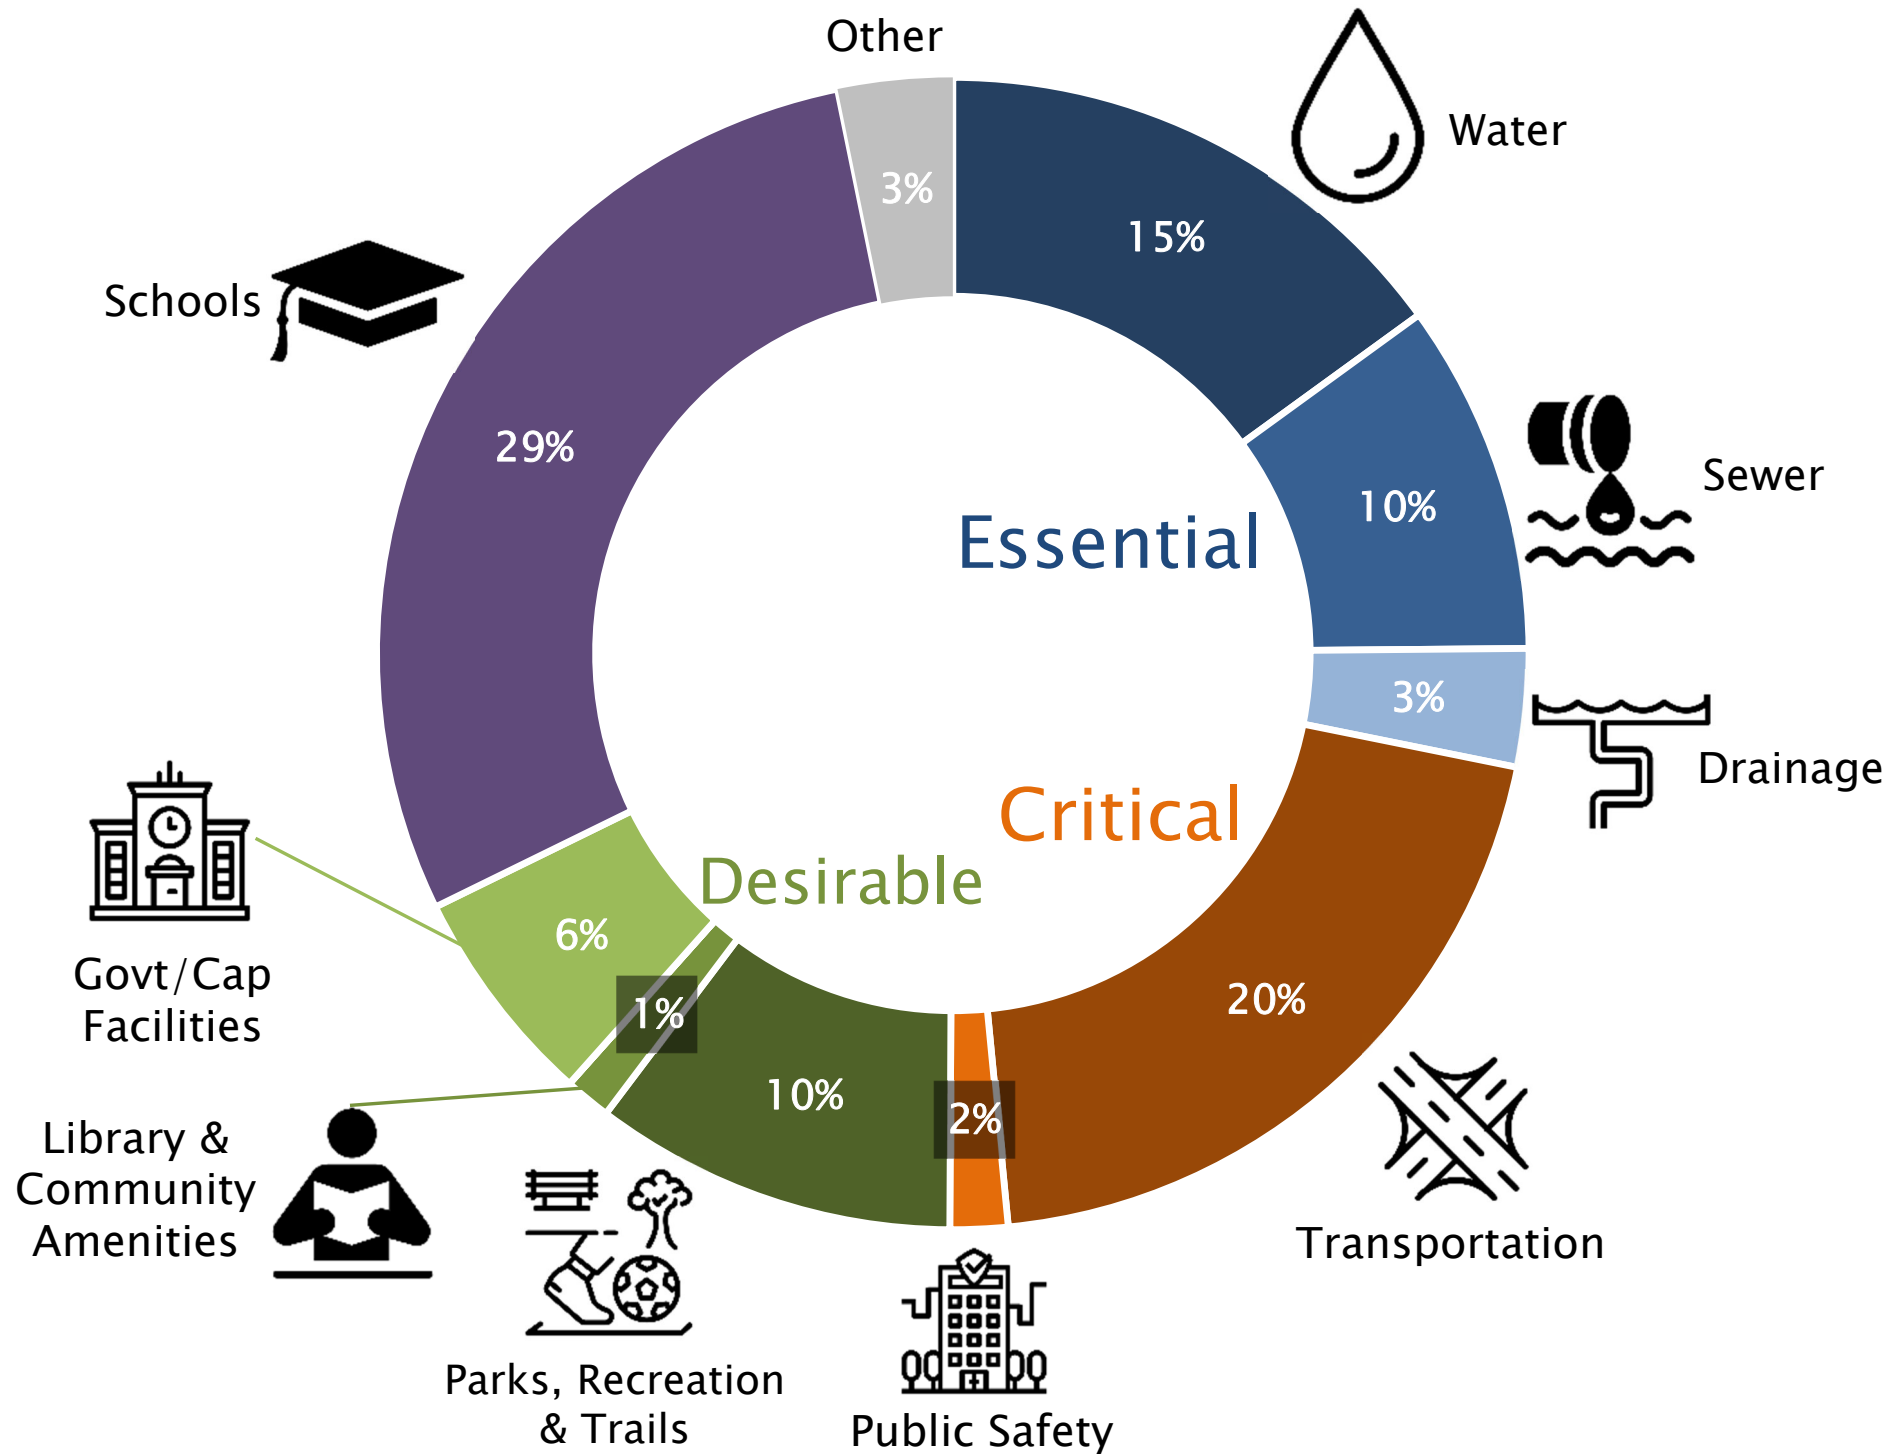 Other
3%
Water
15%
Schools
29%
Sewer
10%
Essential
3%
Drainage
Critical
Desirable
6%
Govt/Cap
Facilities
1%
20%
10%
2%
Library &
Community
Amenities
Transportation
Parks, Recreation
& Trails
Public Safety